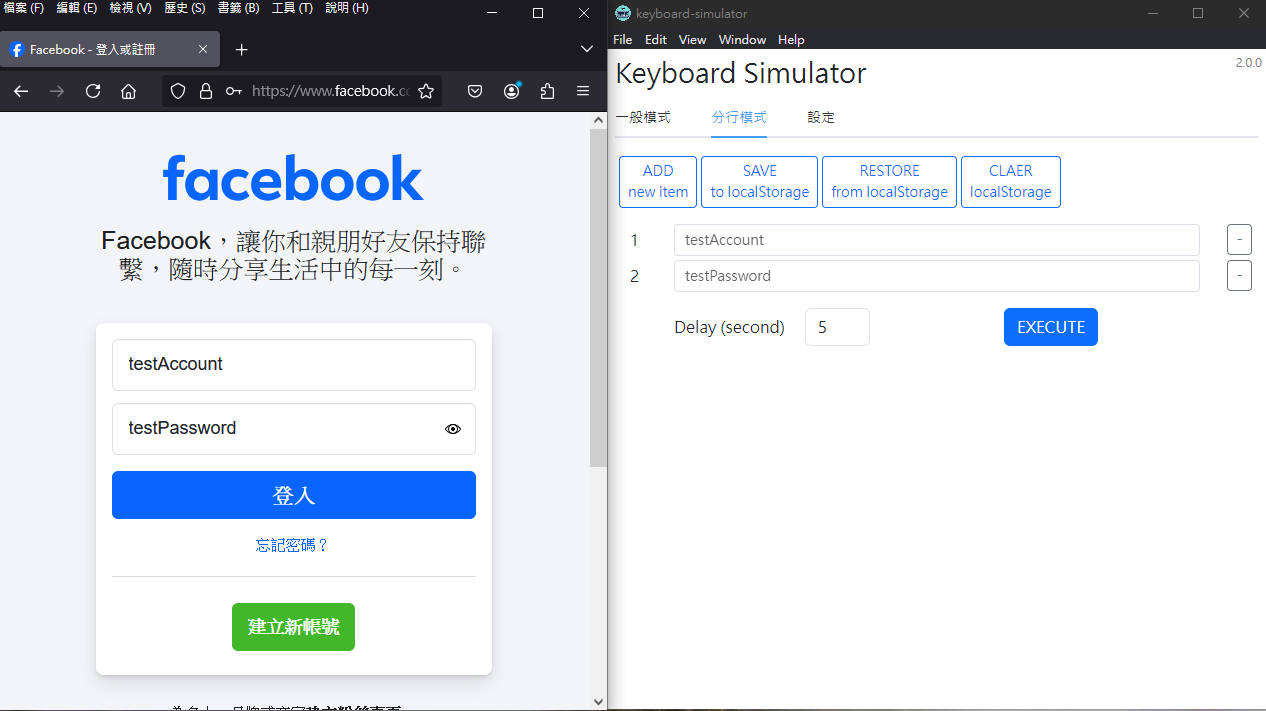 檔案 (F) 編輯 (E) 檢視 (V) 歷史 (S) 書籤 (B) 工具 (T) 說明 (H)
Facebook - 登入或註冊
https://www.facebook.co
facebook
Facebook，讓你和親朋好友保持聯
繫，隨時分享生活中的每一刻。
testAccount
testPassword
登入
忘記密碼？
建立新帳號
keyboard-simulator
File Edit View Window Help
Keyboard Simulator
2.0.0
一般模式 分行模式 設定
ADD
new item
SAVE
to localStorage
RESTORE
from localStorage
CLAER
localStorage
1 testAccount -
2 testPassword -
Delay (second) 5 EXECUTE